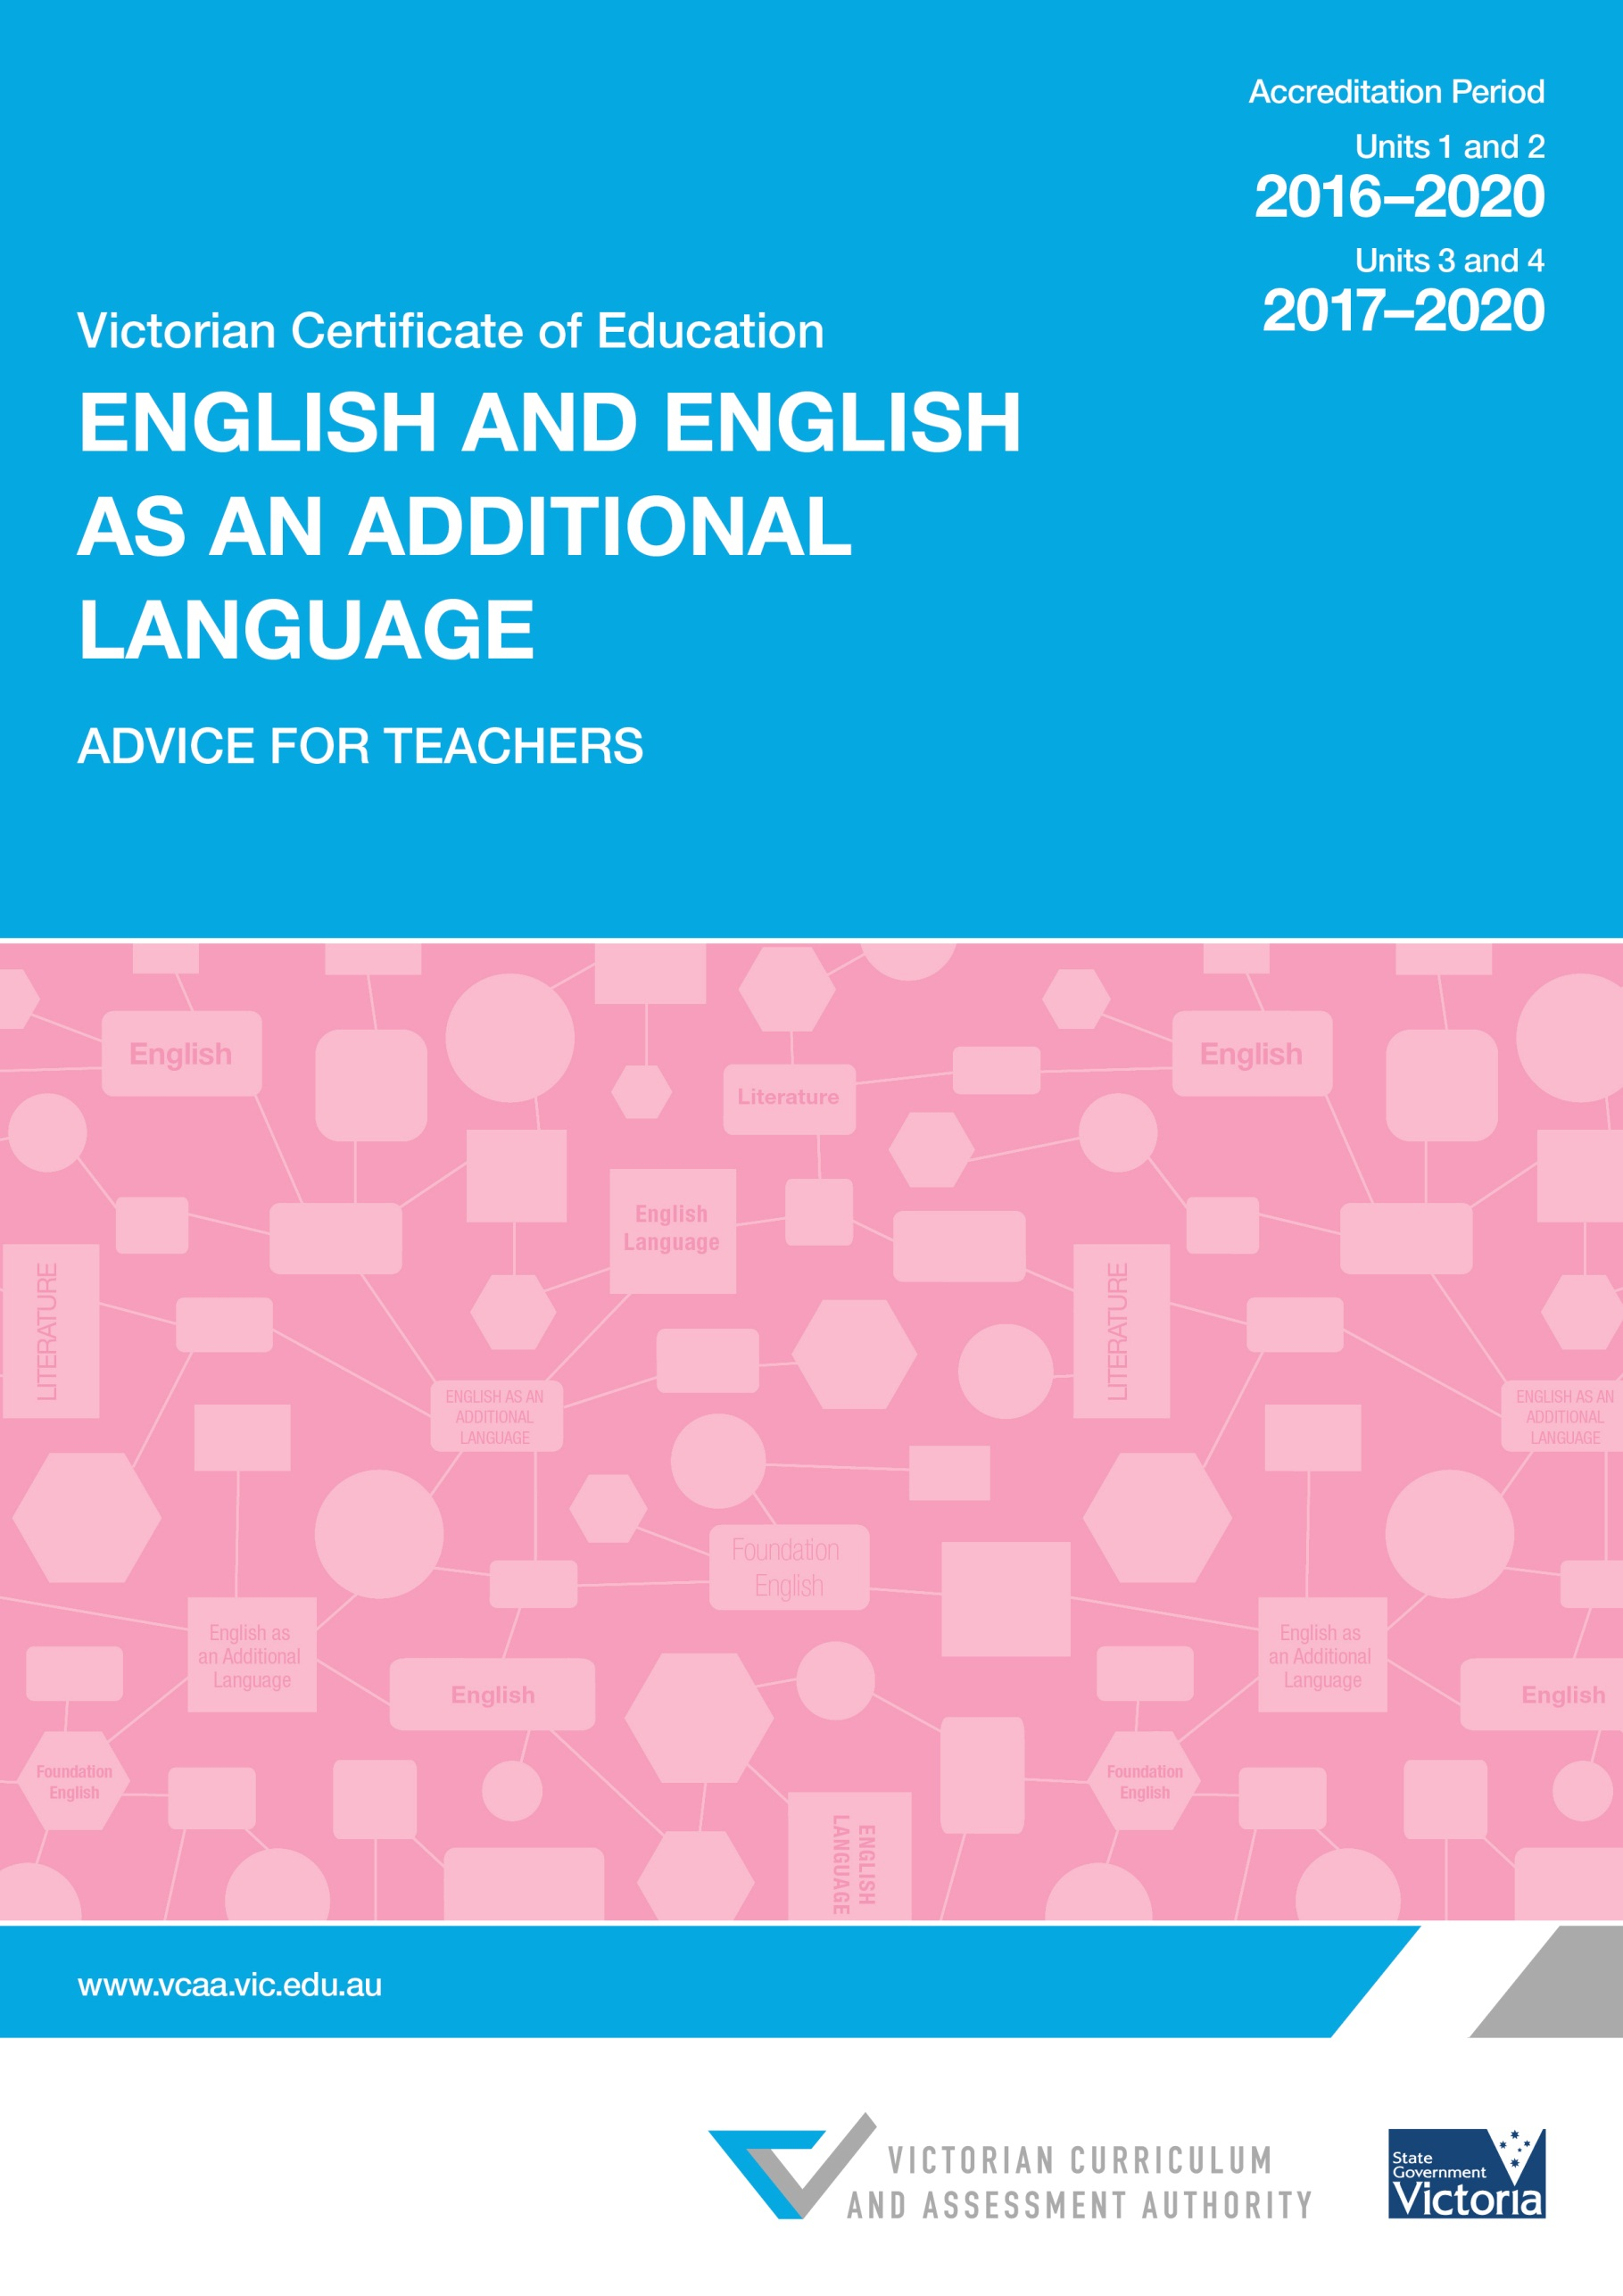 Accreditation Period
Units 1 and 2
2016–2020
Units 3 and 4
2017–2020
Victorian Certificate of Education
ENGLISH AND ENGLISH
AS AN ADDITIONAL
LANGUAGE
ADVICE FOR TEACHERS
English
English
Literature
English
Language
LITERATURE
LITERATURE
ENGLISH AS AN
ADDITIONAL
LANGUAGE
ENGLISH AS AN
ADDITIONAL
LANGUAGE
Foundation
English
English as
an Additional
Language
English as
an Additional
Language
English
English
Foundation
English
Foundation
English
ENGLISH
LANGUAGE
www.vcaa.vic.edu.au
VICTORIAN CURRICULUM
AND ASSESSMENT AUTHORITY
State
Government
Victoria